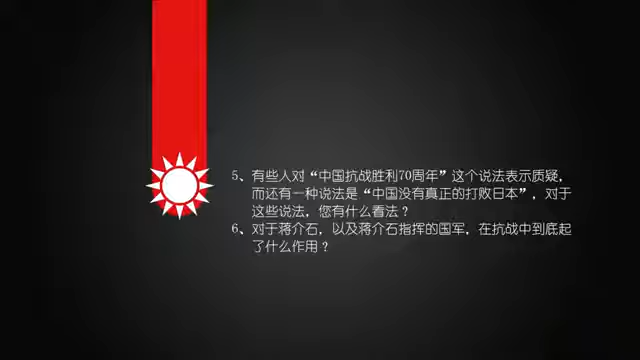 5、有些人对“中国抗战胜利70周年”这个说法表示质疑，
而还有一种说法是“中国没有真正的打败日本”，对于
这些说法，您有什么看法？
6、对于蒋介石，以及蒋介石指挥的国军，在抗战中到底起
了什么作用？